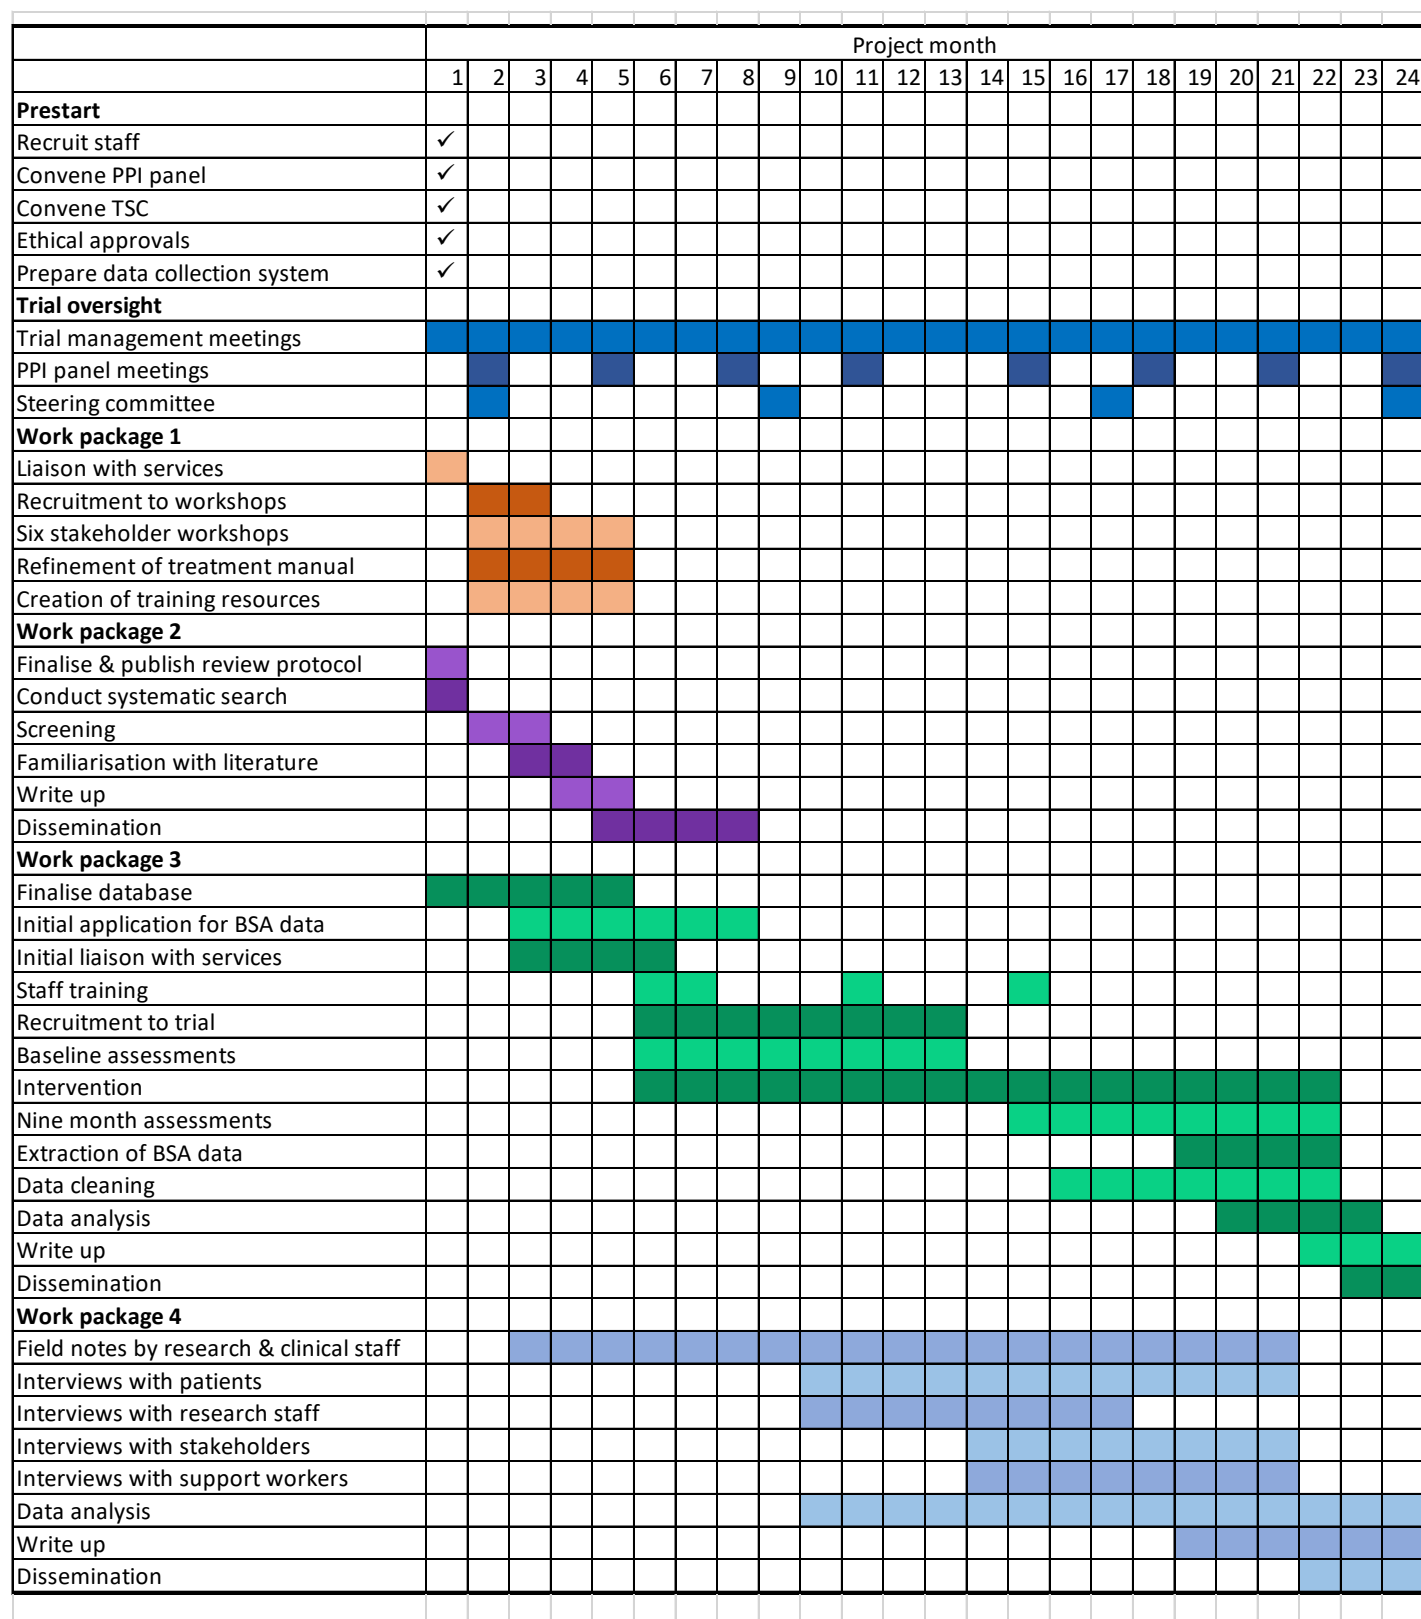 Project month
1 2 3 4 5 6 7 8 9 10 11 12 13 14 15 16 17 18 19 20 21 22 23 24
Prestart
Recruit staff ✓
Convene PPI panel ✓
Convene TSC ✓
Ethical approvals ✓
Prepare data collection system ✓
Trial oversight
Trial management meetings
PPI panel meetings
Steering committee
Work package 1
Liaison with services
Recruitment to workshops
Six stakeholder workshops
Refinement of treatment manual
Creation of training resources
Work package 2
Finalise & publish review protocol
Conduct systematic search
Screening
Familiarisation with literature
Write up
Dissemination
Work package 3
Finalise database
Initial application for BSA data
Initial liaison with services
Staff training
Recruitment to trial
Baseline assessments
Intervention
Nine month assessments
Extraction of BSA data
Data cleaning
Data analysis
Write up
Dissemination
Work package 4
Field notes by research & clinical staff
Interviews with patients
Interviews with research staff
Interviews with stakeholders
Interviews with support workers
Data analysis
Write up
Dissemination